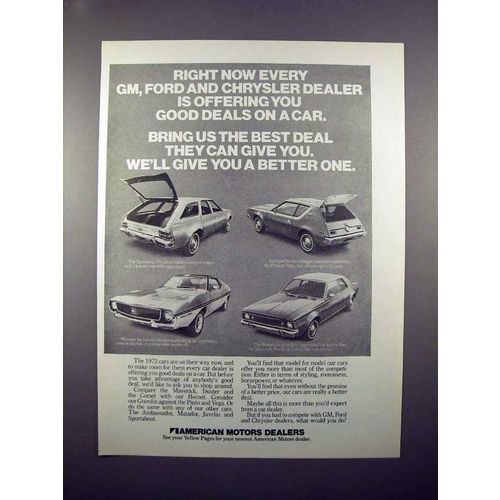 RIGHT NOW EVERY
GM, FORD AND CHRYSLER DEALER
IS OFFERING YOU
GOOD DEALS ON A CAR.
BRING US THE BEST DEAL
THEY CAN GIVE YOU.
WE'LL GIVE YOU A BETTER ONE.
The 1972 cars are on their way now, and
to make room for them every car dealer is
offering you good deals on a car. But before
you take advantage of anybody's good
deal, we'd like to ask you to shop around.
Compare the Maverick, Duster and
the Comet with our Hornet. Consider
our Gremlin against the Pinto and Vega. Or
do the same with any of our other cars.
The Ambassador, Matador, Javelin and
Sportabout.
You'll find that model for model our cars
offer you more than most of the competi-
tion. Either in terms of styling, roominess,
horsepower, or whatever.
You'll find that even without the promise
of a better price, our cars are really a better
deal.
Maybe all this is more than you'd expect
from a car dealer.
But if you had to compete with GM, Ford
and Chrysler dealers, what would you do?
AMERICAN MOTORS DEALERS
See your Yellow Pages for your nearest American Motors dealer.